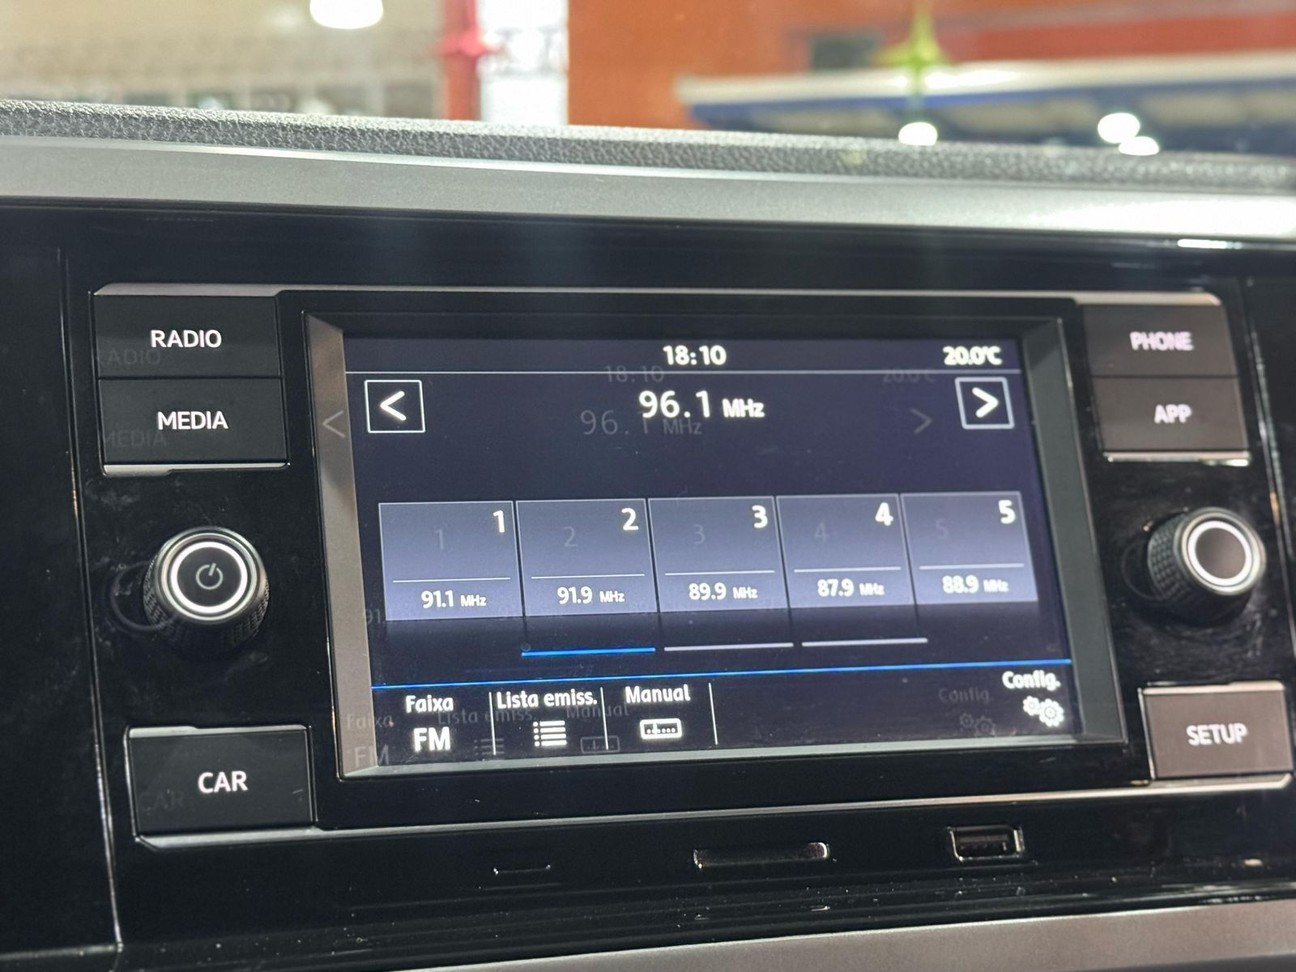 RADIO
MEDIA
CAR
18:10
20.0°C
<
96.1 MHz
>
1
2
3
4
5
91.1 MHz
91.9 MHz
89.9 MHz
87.9 MHz
88.9 MHz
Faixa
FM
Lista emiss.
Manual
Config.
PHONE
APP
SETUP